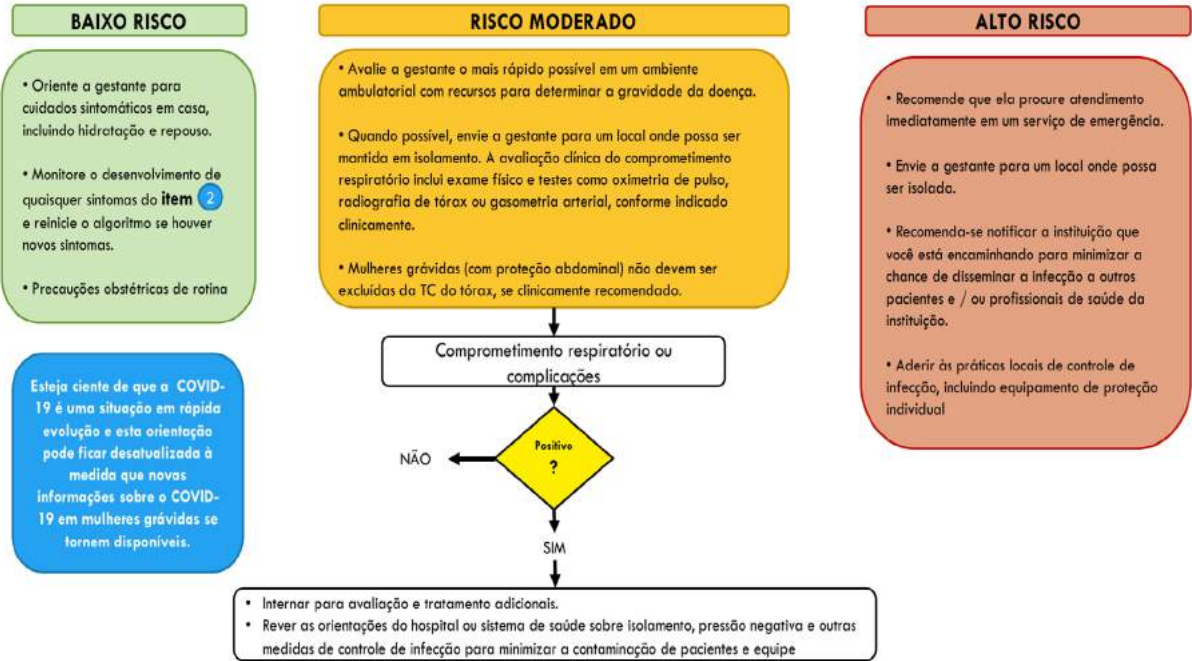 BAIXO RISCO
• Oriente a gestante para
cuidados sintomáticos em casa,
incluindo hidratação e repouso.
• Monitore o desenvolvimento de
quaisquer sintomas do item 2
e reinicie o algoritmo se houver
novos sintomas.
• Precauções obstétricas de rotina
Esteja ciente de que a COVID-
19 é uma situação em rápida
evolução e esta orientação
pode ficar desatualizada à
medida que novas
informações sobre o COVID-
19 em mulheres grávidas se
tornem disponíveis.
RISCO MODERADO
• Avalie a gestante o mais rápido possível em um ambiente
ambulatorial com recursos para determinar a gravidade da doença.
• Quando possível, envie a gestante para um local onde possa ser
mantida em isolamento. A avaliação clínica do comprometimento
respiratório inclui exame físico e testes como oximetria de pulso,
radiografia de tórax ou gasometria arterial, conforme indicado
clinicamente.
• Mulheres grávidas (com proteção abdominal) não devem ser
excluídas da TC do tórax, se clinicamente recomendado.
Comprometimento respiratório ou
complicações
Positivo
?
NÃO
SIM
• Internar para avaliação e tratamento adicionais.
• Rever as orientações do hospital ou sistema de saúde sobre isolamento, pressão negativa e outras
medidas de controle de infecção para minimizar a contaminação de pacientes e equipe
ALTO RISCO
• Recomende que ela procure atendimento
imediatamente em um serviço de emergência.
• Envie a gestante para um local onde possa
ser isolada.
• Recomenda-se notificar a instituição que
você está encaminhando para minimizar a
chance de disseminar a infecção a outros
pacientes e / ou profissionais de saúde da
instituição.
• Aderir às práticas locais de controle de
infecção, incluindo equipamento de proteção
individual